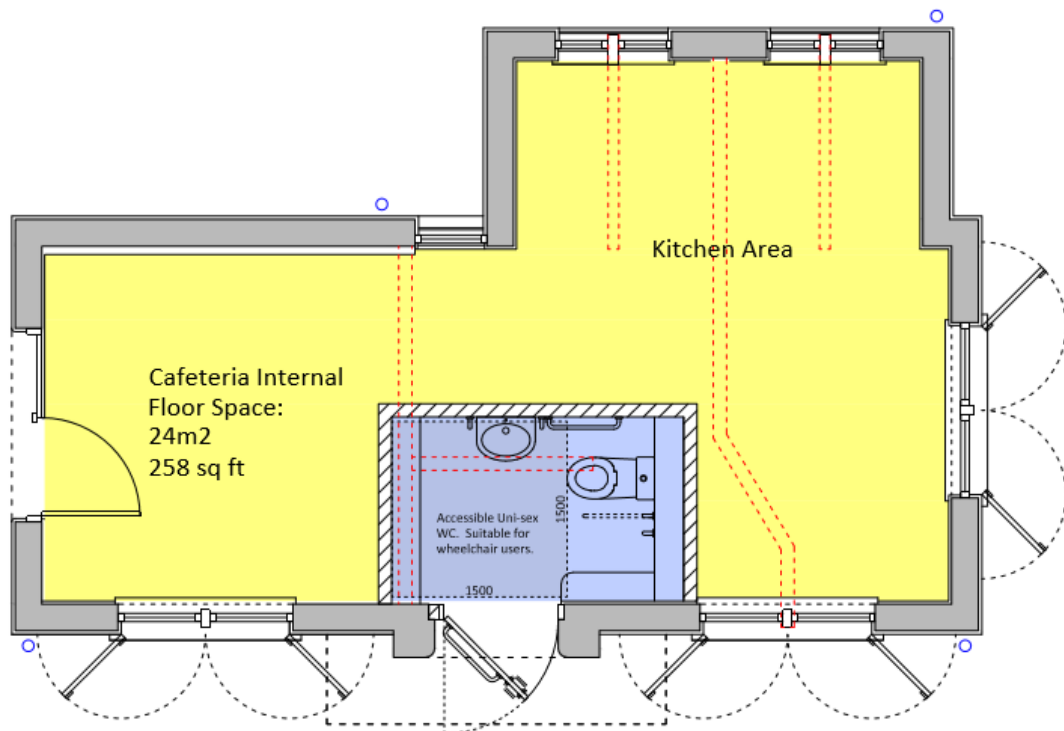 Kitchen Area
Cafeteria Internal
Floor Space:
24m2
258 sq ft
Accessible Uni-sex
WC. Suitable for
wheelchair users.
1500
1500